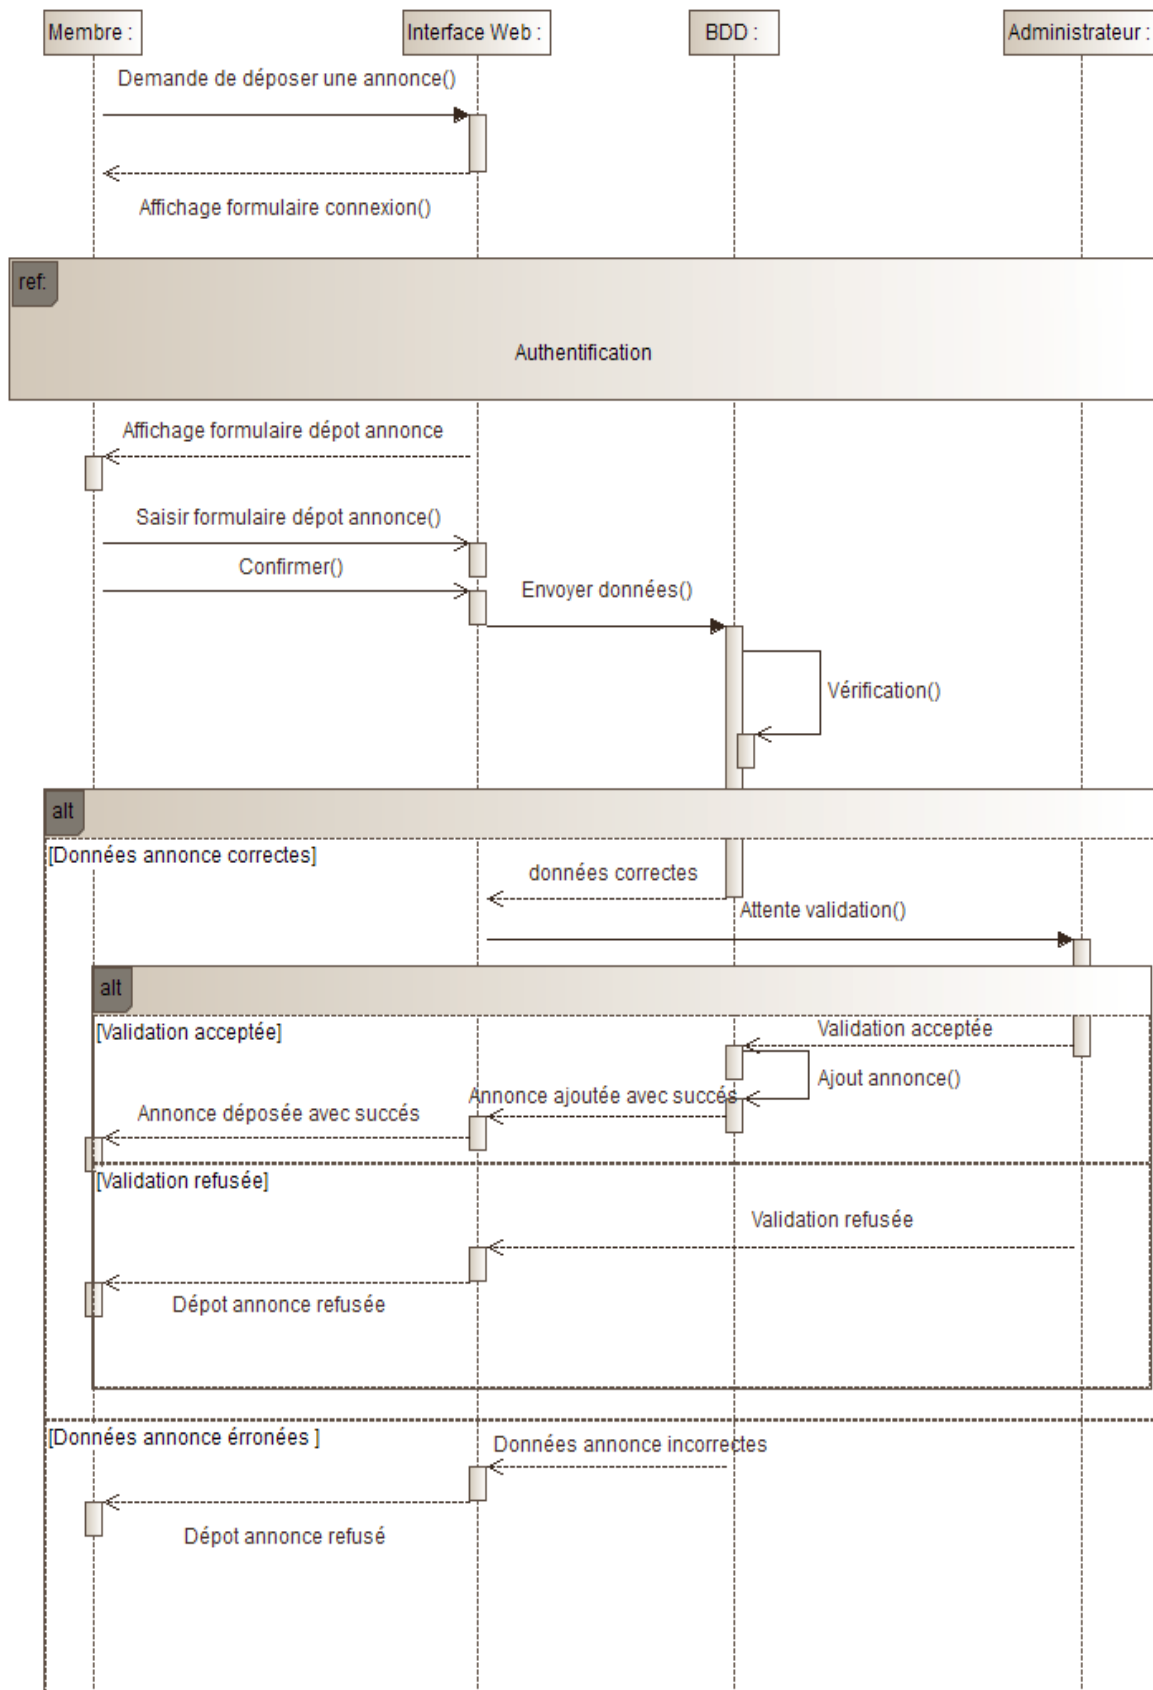 Membre :
Interface Web :
BDD :
Administrateur :
Demande de déposer une annonce()
Affichage formulaire connexion()
ref:
Authentification
Affichage formulaire dépot annonce
Saisir formulaire dépot annonce()
Confirmer()
Envoyer données()
Vérification()
alt
[Données annonce correctes]
données correctes
Attente validation()
alt
[Validation acceptée]
Validation acceptée
Ajout annonce()
Annonce ajoutée avec succés
Annonce déposée avec succés
[Validation refusée]
Validation refusée
Dépot annonce refusée
[Données annonce érronées ]
Données annonce incorrectes
Dépot annonce refusé